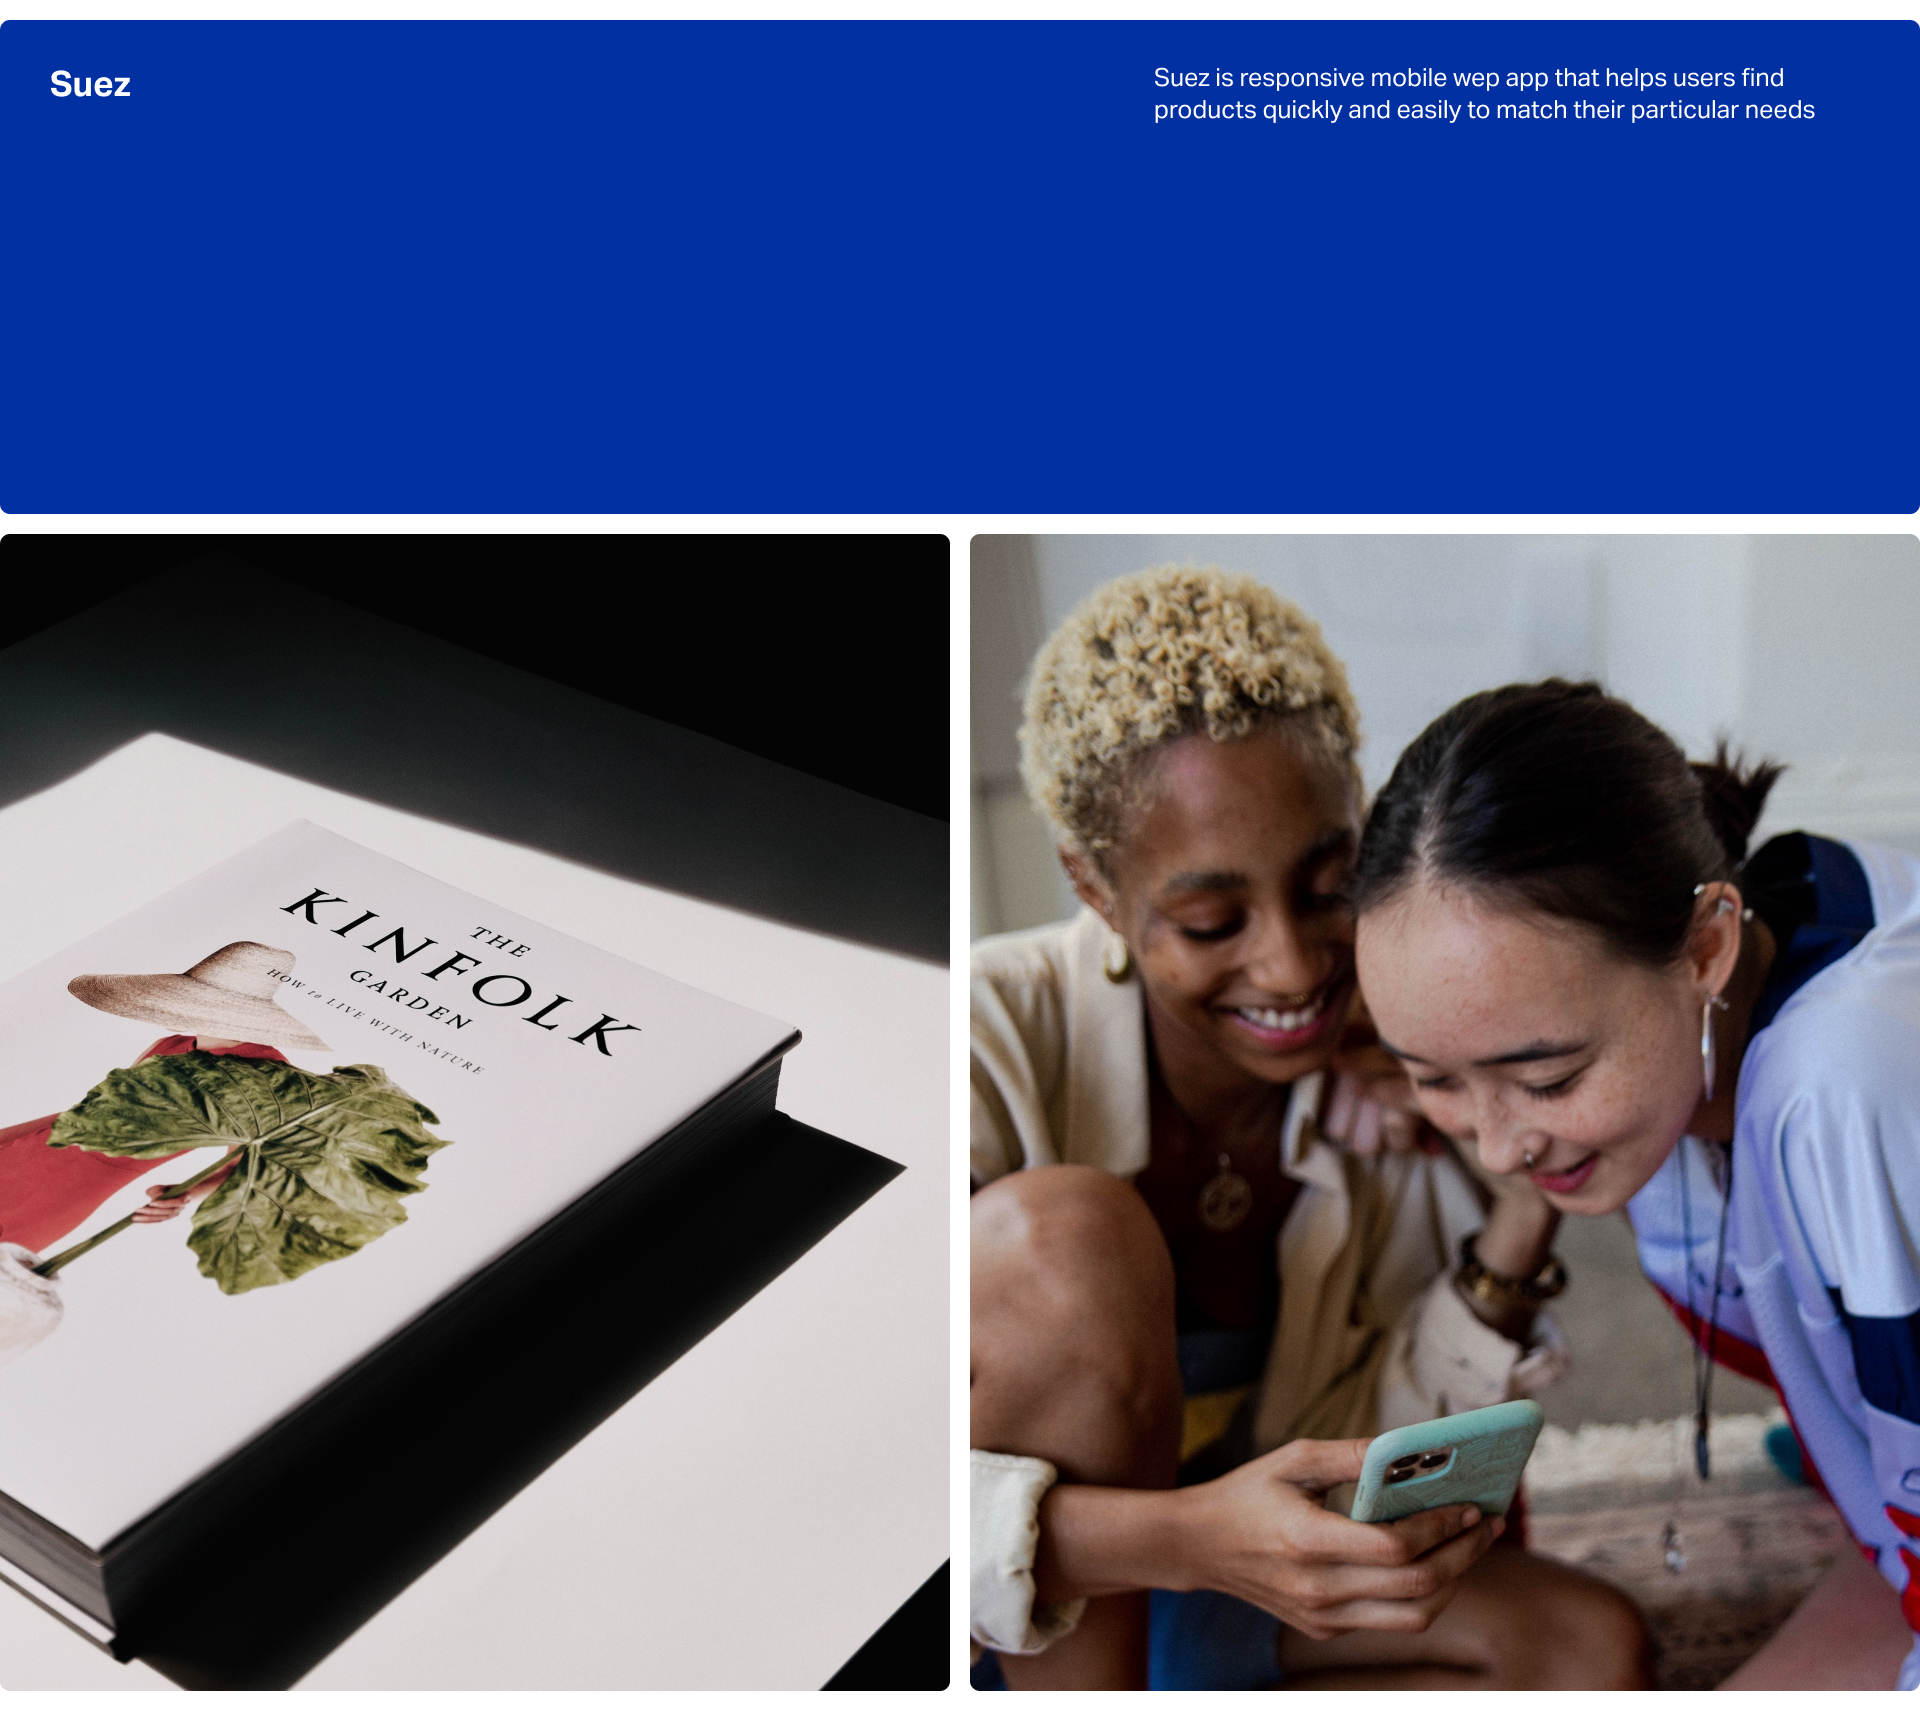 Suez
Suez is responsive mobile wep app that helps users find
products quickly and easily to match their particular needs
THE
KINFOLK
GARDEN
HOW to LIVE WITH NATURE